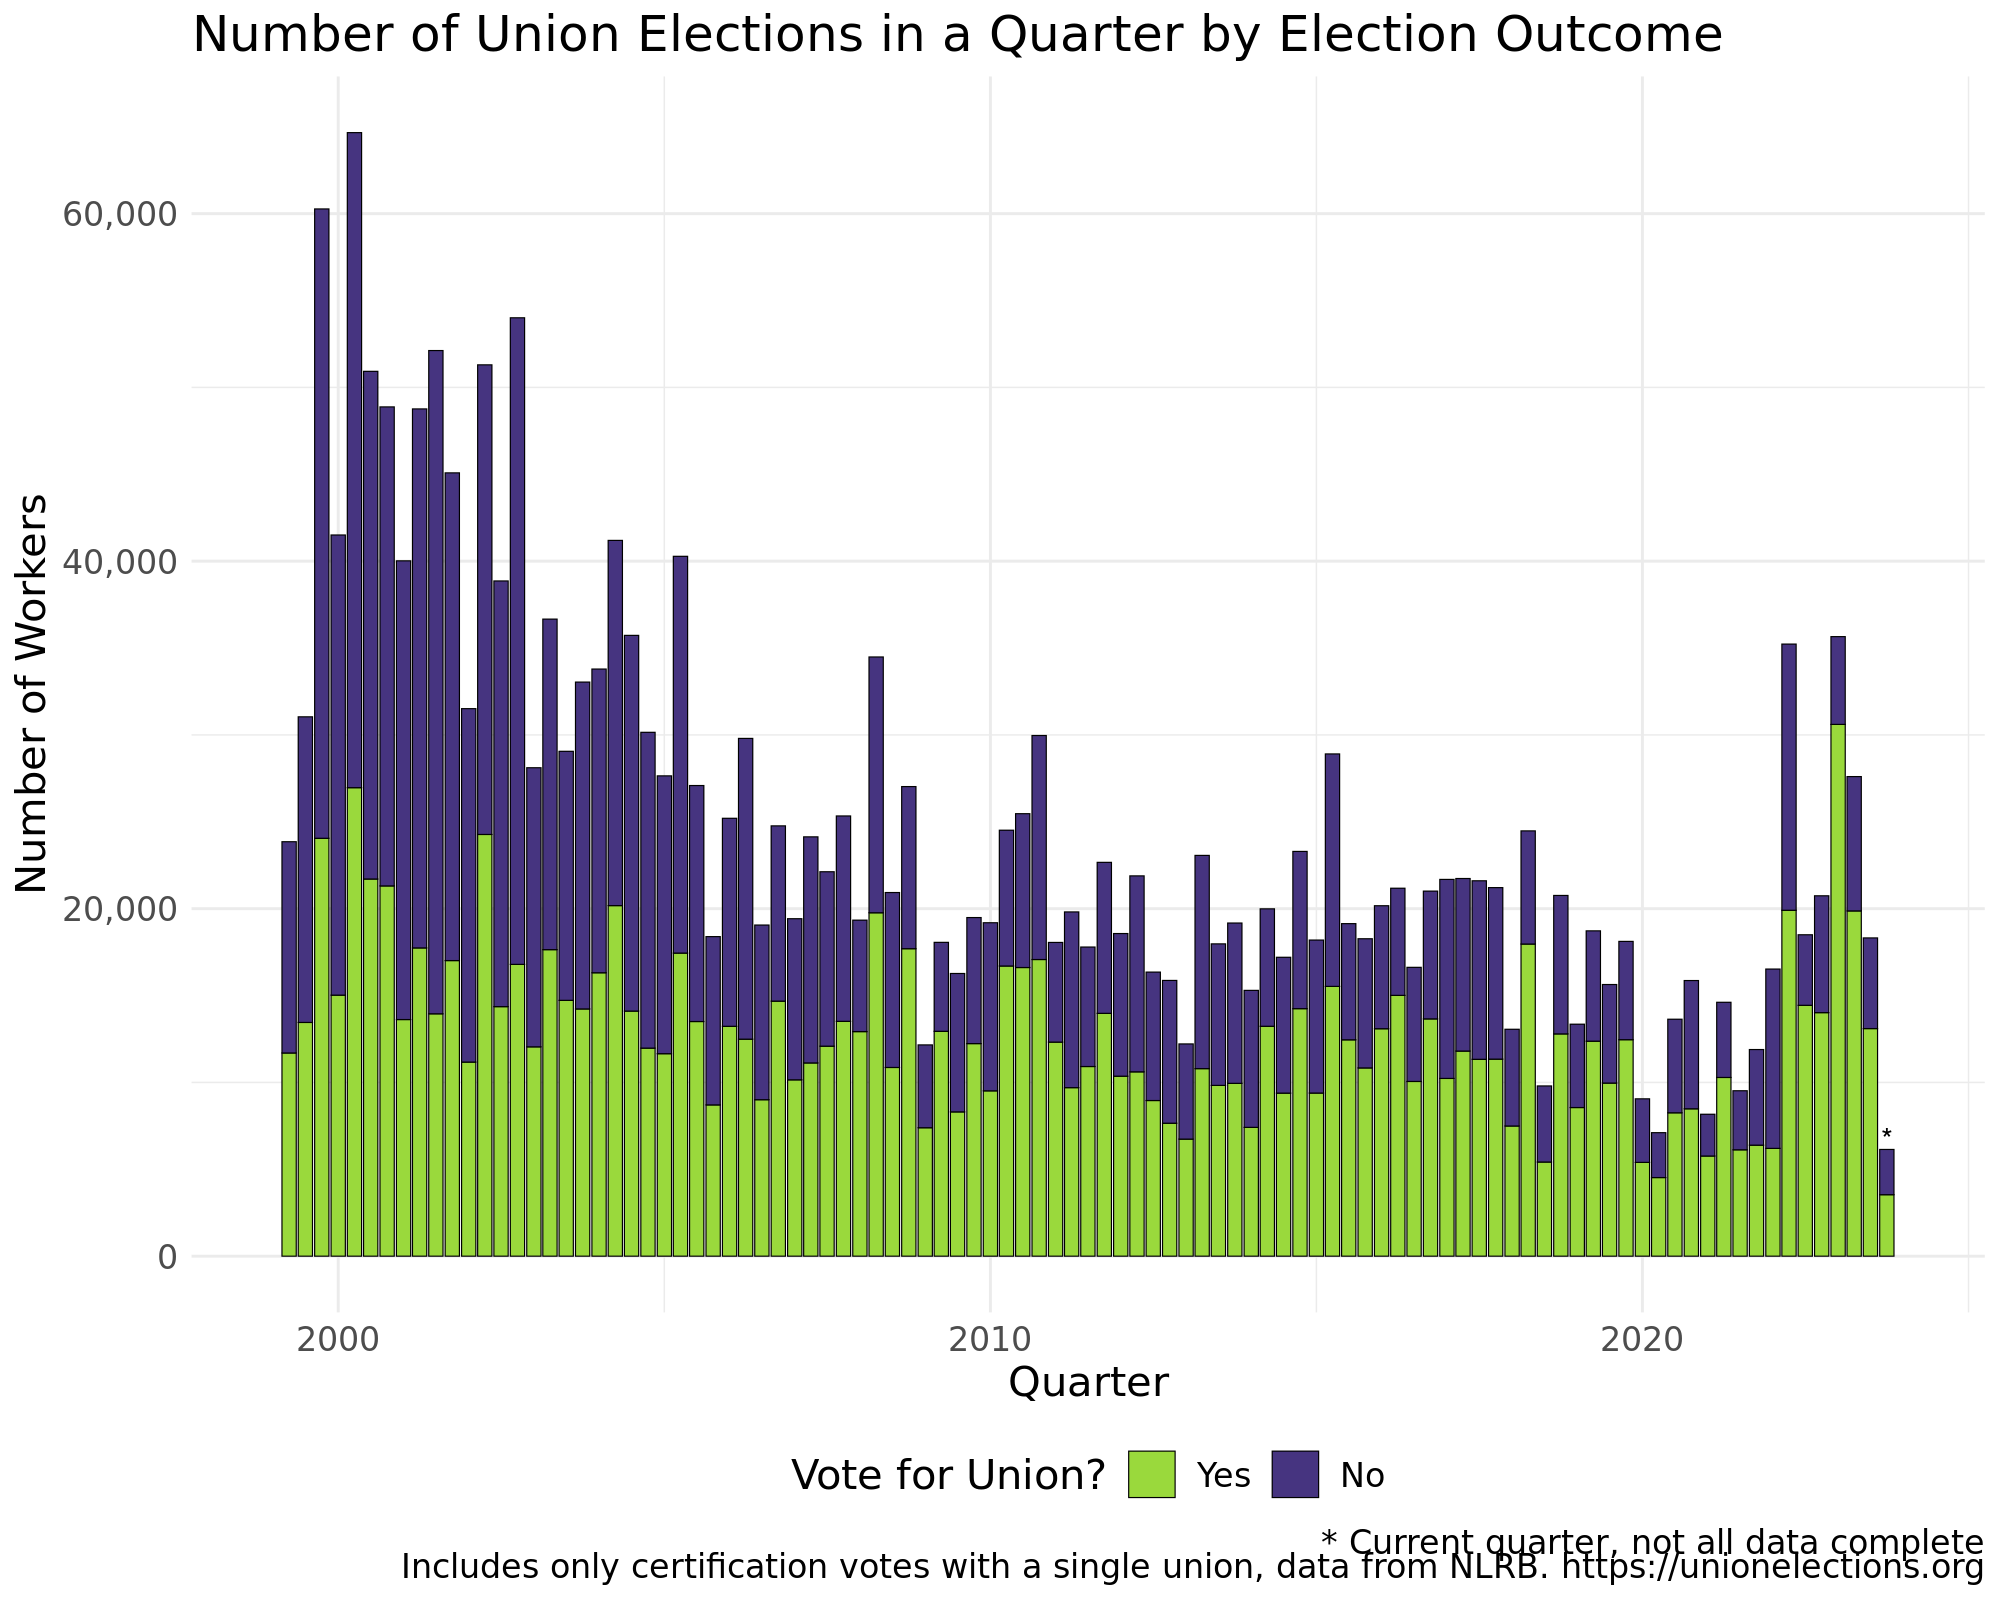 Number of Union Elections in a Quarter by Election Outcome
Number of Workers
60,000
40,000
20,000
0
*
2000 2010 2020
Quarter
Vote for Union? Yes No
* Current quarter, not all data complete
Includes only certification votes with a single union, data from NLRB. https://unionelections.org